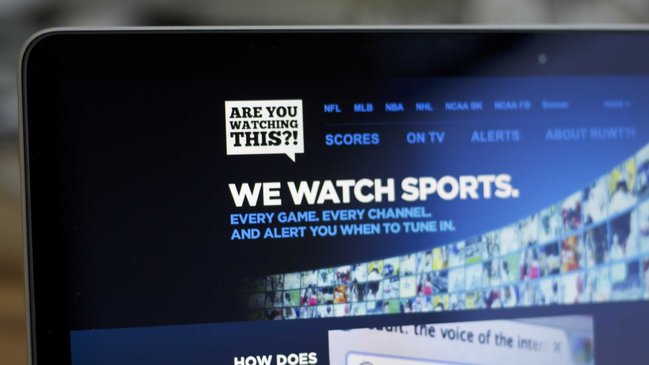 ARE YOU
WATCHING
THIS?!
NFL MLB NBA NHL NCAA BK NCAA FB Soccer
SCORES ON TV ALERTS ABOUT RUWT?!
WE WATCH SPORTS.
EVERY GAME. EVERY CHANNEL.
AND ALERT YOU WHEN TO TUNE IN.
the voice of the
HOW DOES